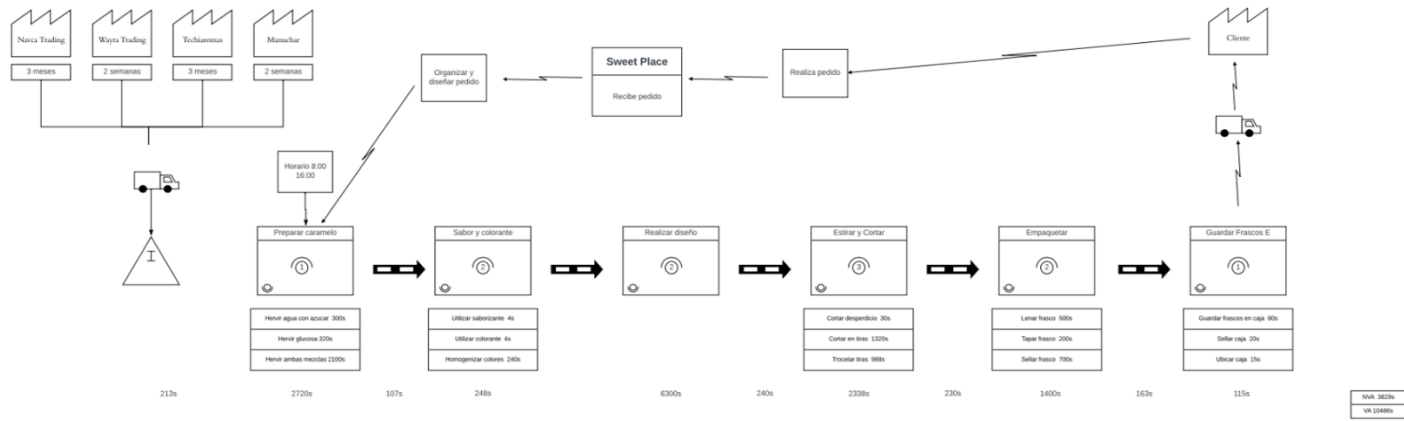 Navca Trading
Wayra Trading
Techiaromas
Manuchar
Cliente
3 meses
2 semanas
3 meses
2 semanas
Organizar y
diseñar pedido
Sweet Place
Recibe pedido
Realiza pedido
Horario 8:00
16:00
I
Preparar caramelo
1
Sabor y colorante
2
Realizar diseño
2
Estirar y Cortar
3
Empaquetar
2
Guardar Frascos E
1
Hervir agua con azucar 300s
Hervir glucosa 320s
Hervir ambas mezclas 2100s
Utilizar saborizante 4s
Utilizar colorante 4s
Homogenizar colores 240s
Cortar desperdicio 30s
Cortar en tiras 1320s
Trocelar tiras 988s
Lenar frasco 500s
Tapar frasco 200s
Sellar frasco 700s
Guardar frascos en caja 80s
Sellar caja 20s
Ubicar caja 15s
213s
2720s
107s
248s
6300s
240s
2338s
230s
1400s
163s
115s
NVA 3829s
VA 10486s